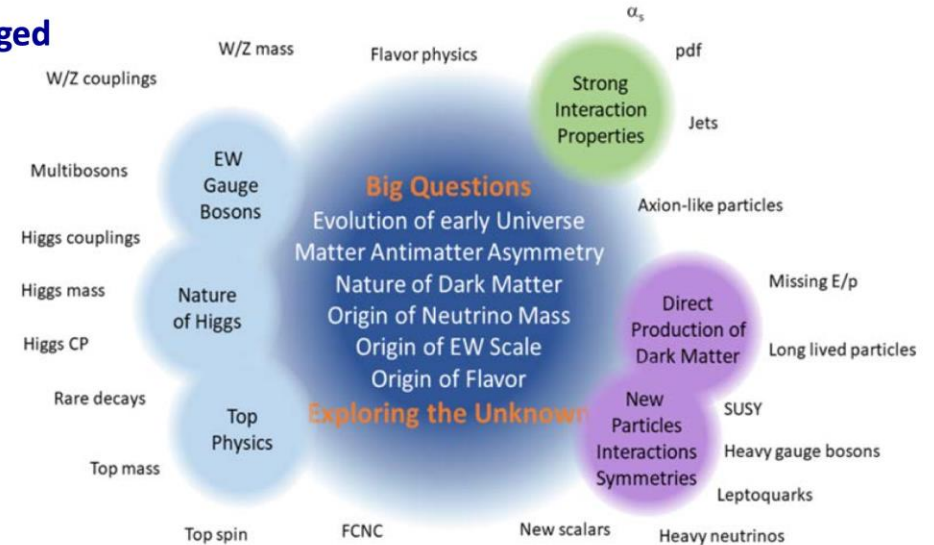 ged
W/Z couplings
W/Z mass
Flavor physics
αs
pdf
Jets
Strong
Interaction
Properties
Multibosons
EW
Gauge
Bosons
Axion-like particles
Higgs couplings
Higgs mass
Higgs CP
Nature
of Higgs
Big Questions
Evolution of early Universe
Matter Antimatter Asymmetry
Nature of Dark Matter
Origin of Neutrino Mass
Origin of EW Scale
Origin of Flavor
Exploring the Unknown
Direct
Production of
Dark Matter
Missing E/p
Long lived particles
Rare decays
Top
Physics
Top mass
Top spin
FCNC
New scalars
New
Particles
Interactions
Symmetries
SUSY
Heavy gauge bosons
Leptoquarks
Heavy neutrinos